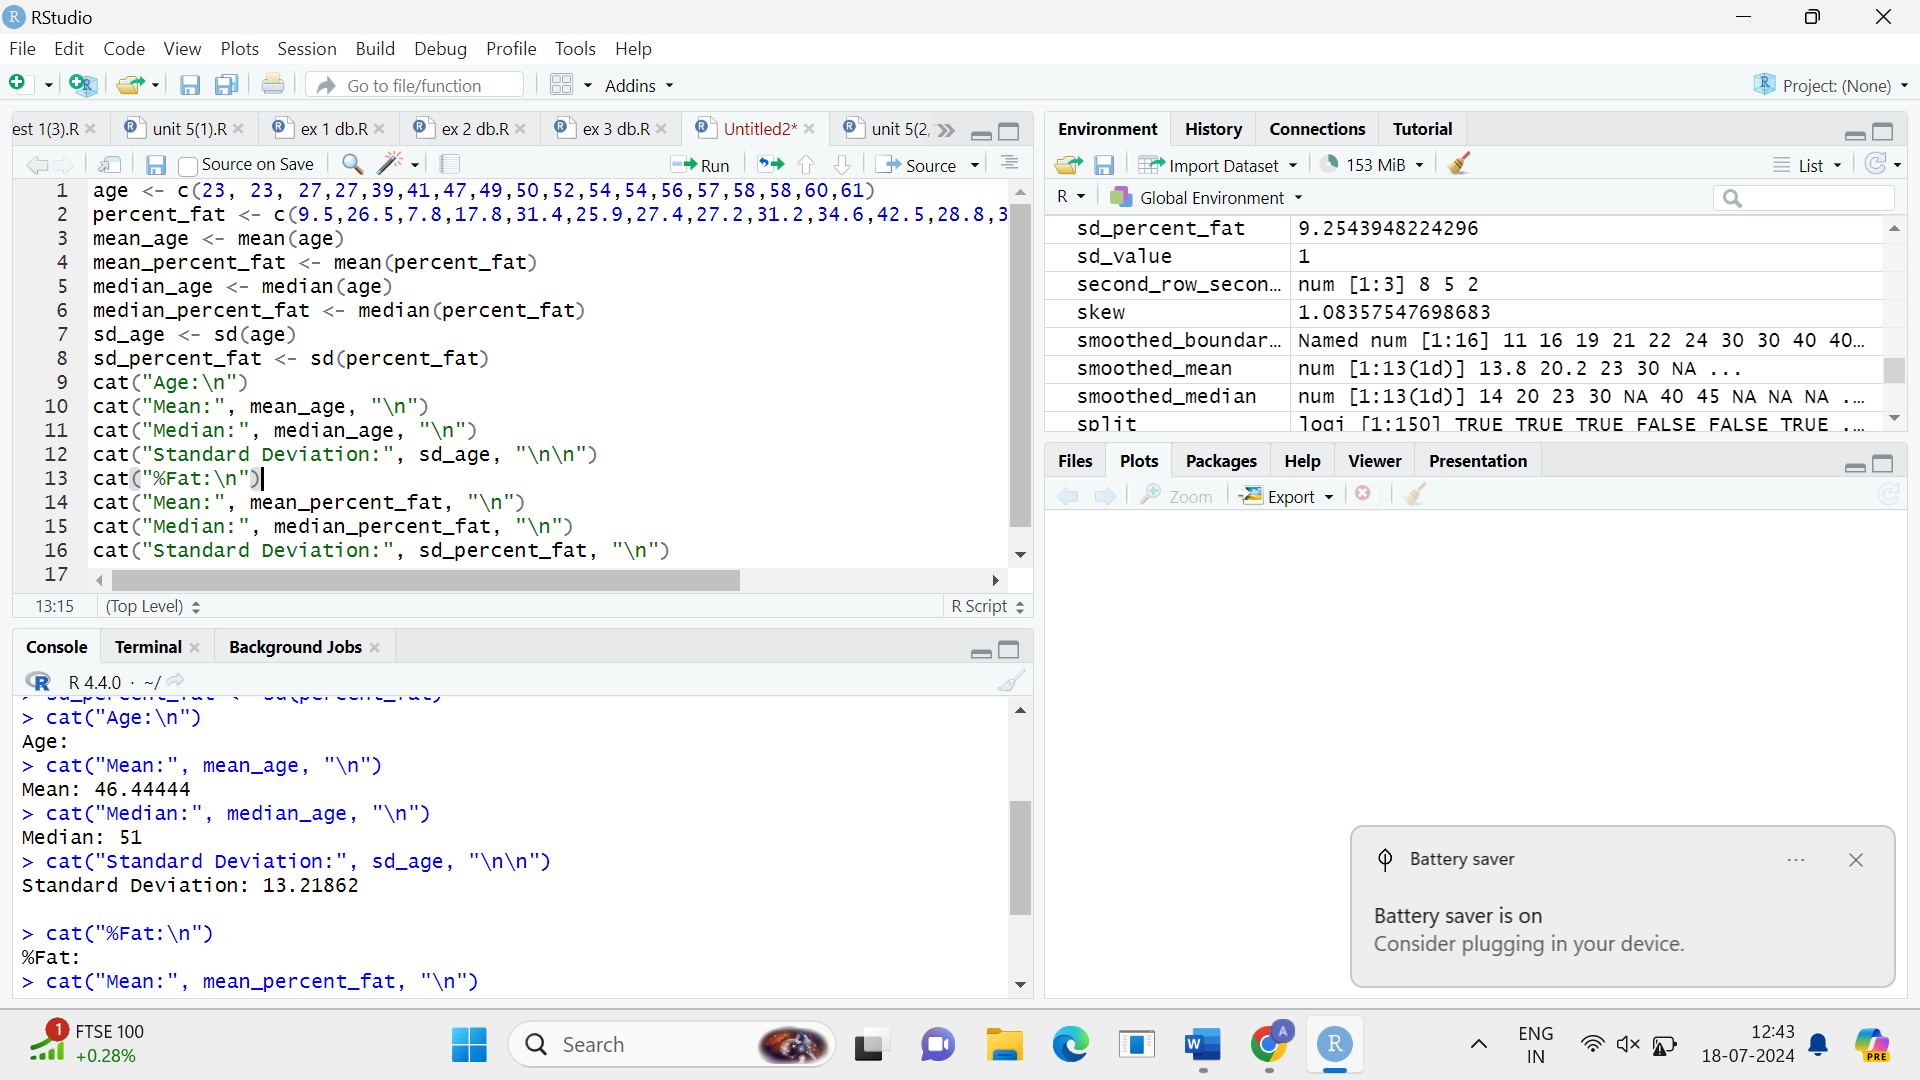 RStudio
File Edit Code View Plots Session Build Debug Profile Tools Help
Go to file/function Addins Project: (None)
est 1(3).R unit 5(1).R ex 1 db.R ex 2 db.R ex 3 db.R Untitled2* unit 5(2,
Source on Save Run Source
1 age <- c(23, 23, 27,27,39,41,47,49,50,52,54,54,56,57,58,58,60,61)
2 percent_fat <- c(9.5,26.5,7.8,17.8,31.4,25.9,27.4,27.2,31.2,34.6,42.5,28.8,3
3 mean_age <- mean(age)
4 mean_percent_fat <- mean(percent_fat)
5 median_age <- median(age)
6 median_percent_fat <- median(percent_fat)
7 sd_age <- sd(age)
8 sd_percent_fat <- sd(percent_fat)
9 cat("Age:\n")
10 cat("Mean:", mean_age, "\n")
11 cat("Median:", median_age, "\n")
12 cat("Standard Deviation:", sd_age, "\n\n")
13 cat("%Fat:\n")
14 cat("Mean:", mean_percent_fat, "\n")
15 cat("Median:", median_percent_fat, "\n")
16 cat("Standard Deviation:", sd_percent_fat, "\n")
17
13:15 (Top Level) R Script
Console Terminal Background Jobs
R 4.4.0 · ~/
> sd_percent_fat <- sd(percent_fat)
> cat("Age:\n")
Age:
> cat("Mean:", mean_age, "\n")
Mean: 46.44444
> cat("Median:", median_age, "\n")
Median: 51
> cat("Standard Deviation:", sd_age, "\n\n")
Standard Deviation: 13.21862
> cat("%Fat:\n")
%Fat:
> cat("Mean:", mean_percent_fat, "\n")
Environment History Connections Tutorial
Import Dataset 153 MiB List
R Global Environment
sd_percent_fat 9.2543948224296
sd_value 1
second_row_secon… num [1:3] 8 5 2
skew 1.08357547698683
smoothed_boundar… Named num [1:16] 11 16 19 21 22 24 30 30 40 40…
smoothed_mean num [1:13(1d)] 13.8 20.2 23 30 NA ...
smoothed_median num [1:13(1d)] 14 20 23 30 NA 40 45 NA NA NA .…
split logi [1:150] TRUE TRUE TRUE FALSE FALSE TRUE .…
Files Plots Packages Help Viewer Presentation
Zoom Export
Battery saver
Battery saver is on
Consider plugging in your device.
1 FTSE 100
+0.28%
Search
W
A
R
PRE
ENG
IN
12:43
18-07-2024